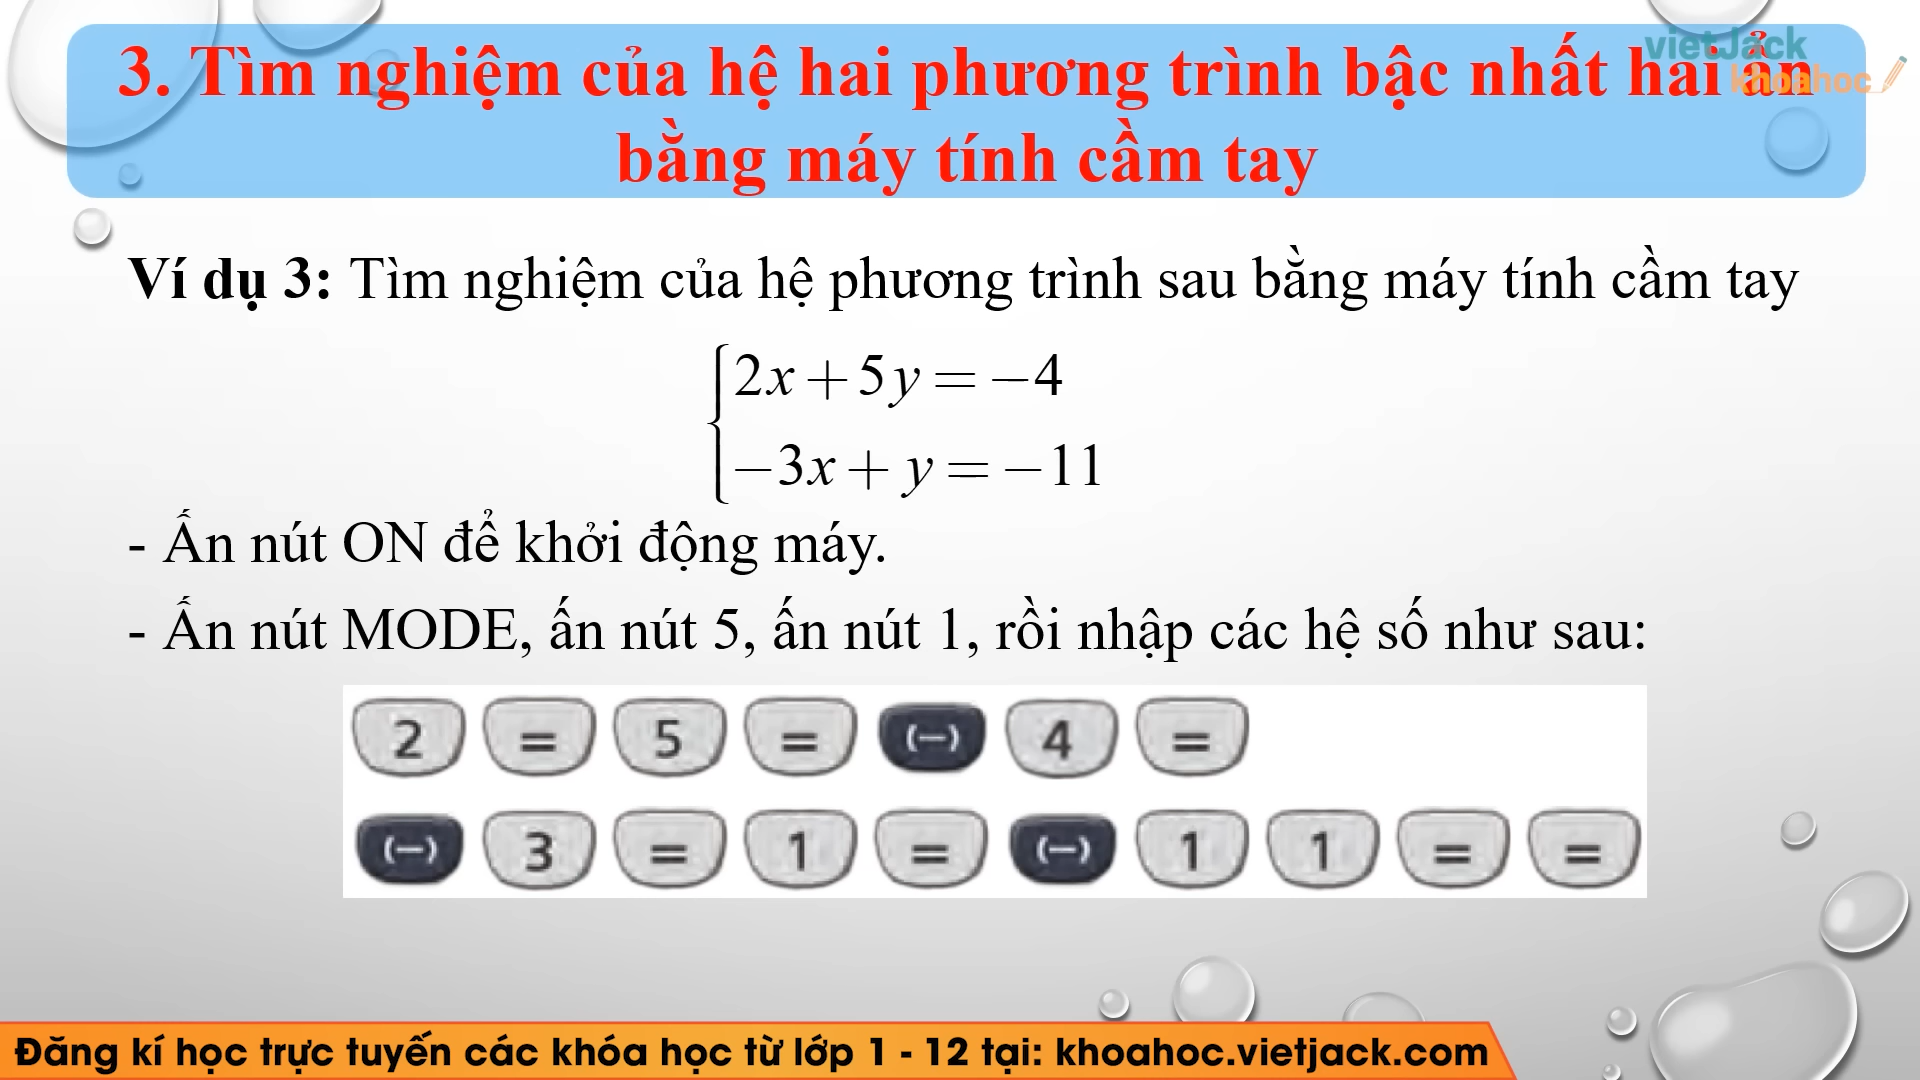 vietJack
khoahoc
3. Tìm nghiệm của hệ hai phương trình bậc nhất hai ẩn
bằng máy tính cầm tay
Ví dụ 3: Tìm nghiệm của hệ phương trình sau bằng máy tính cầm tay
2x + 5y = −4
−3x + y = −11
- Ấn nút ON để khởi động máy.
- Ấn nút MODE, ấn nút 5, ấn nút 1, rồi nhập các hệ số như sau:
2 = 5 = (−) 4 =
(−) 3 = 1 = (−) 1 1 = =
Đăng kí học trực tuyến các khóa học từ lớp 1 - 12 tại: khoahoc.vietjack.com